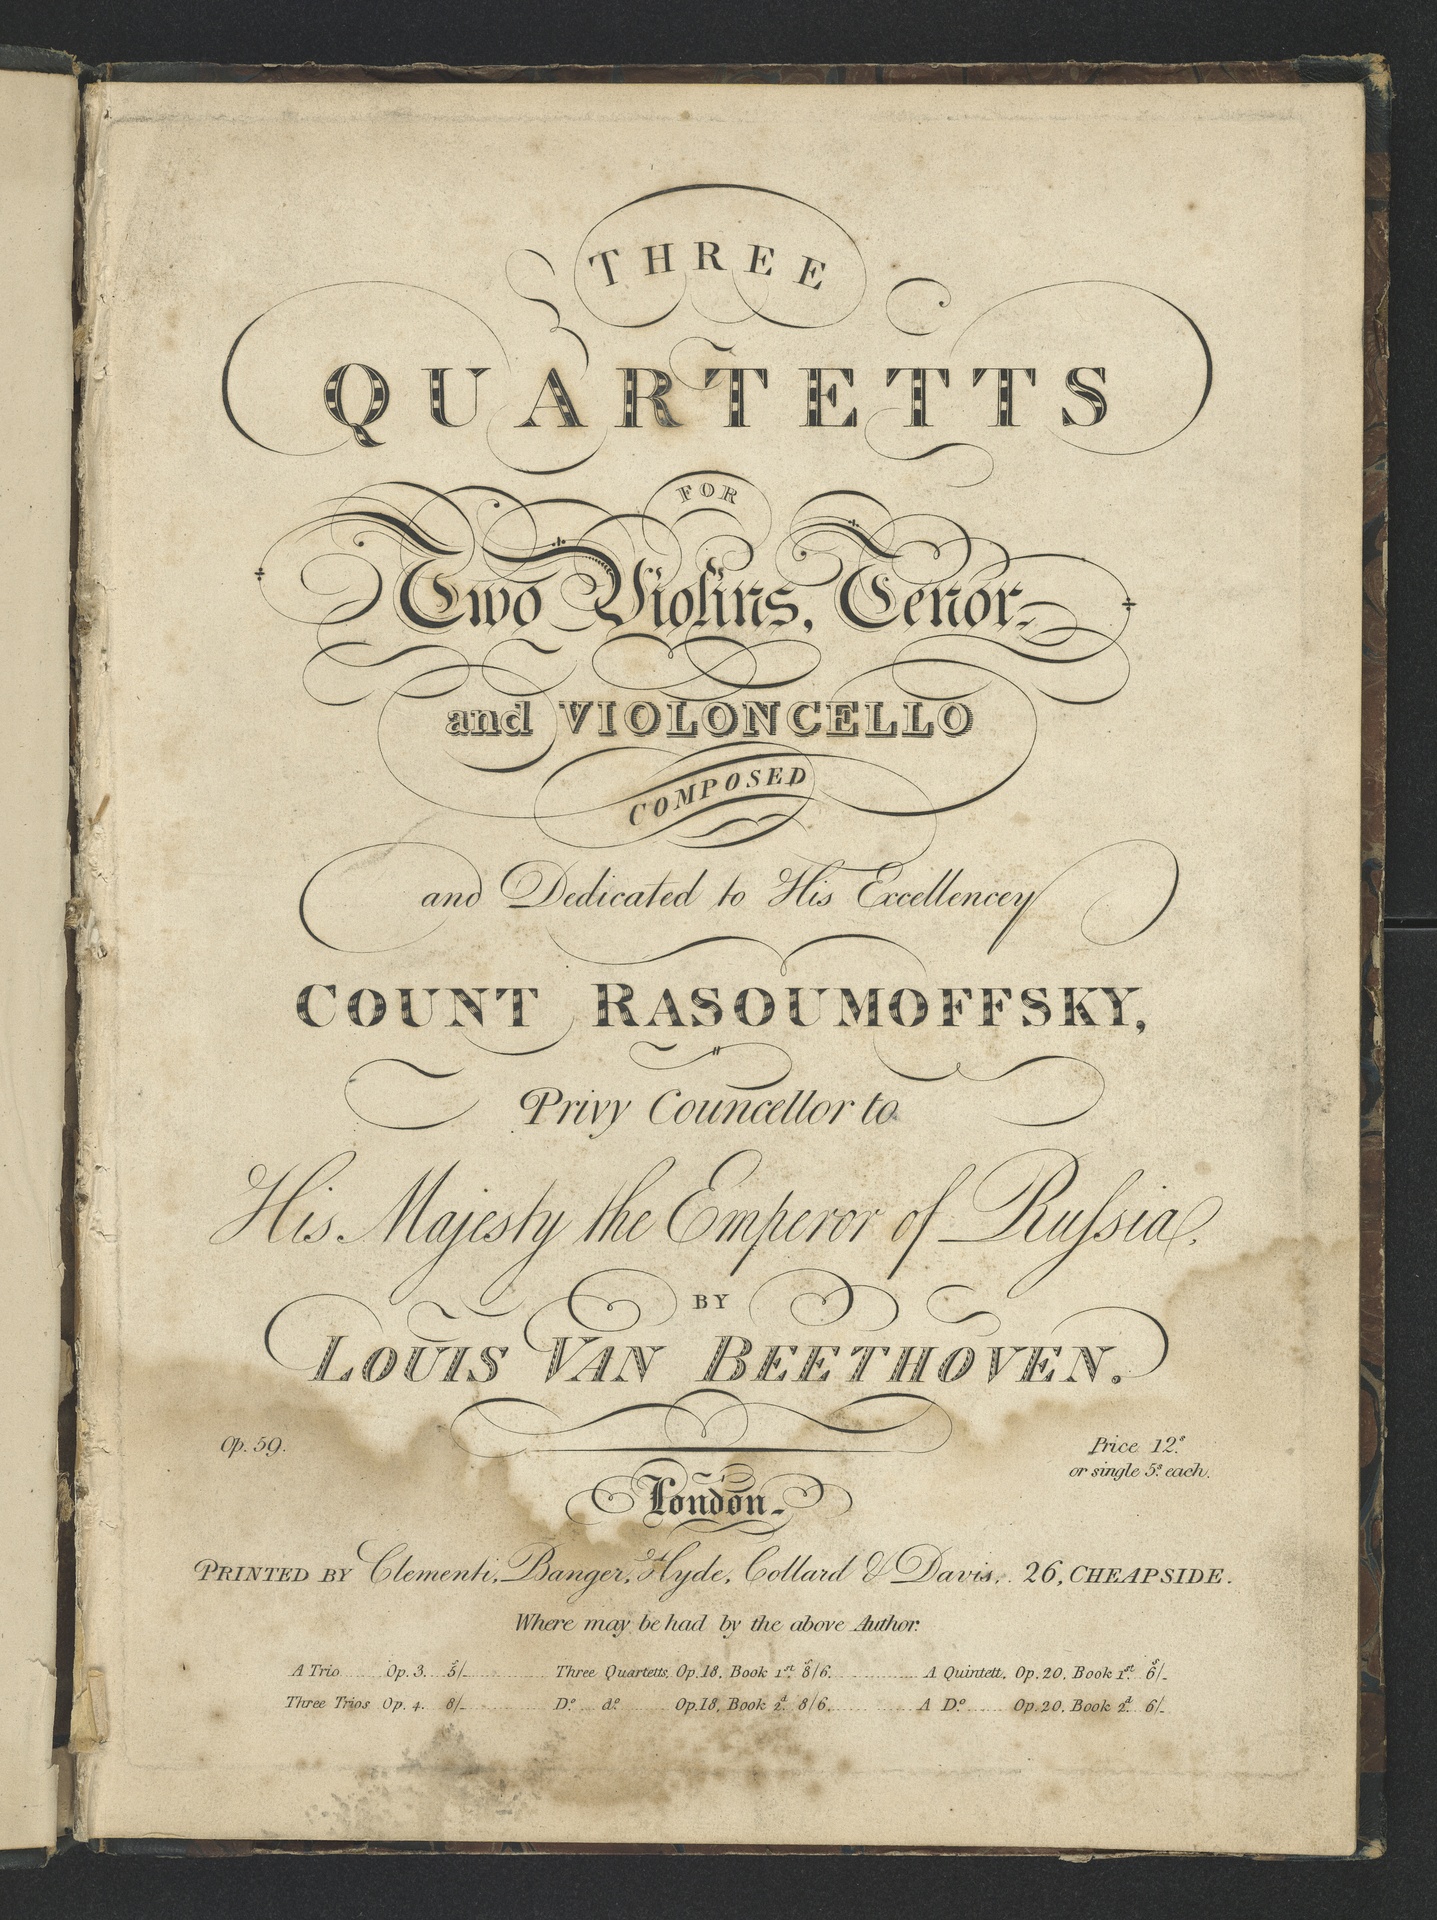 THREE
QUARTETTS
FOR
Two Violins, Tenor
and VIOLONCELLO
COMPOSED
and Dedicated to His Excellencey
COUNT RASOUMOFFSKY,
Privy Councellor to
His Majesty the Emperor of Ruſsia,
BY
LOUIS VAN BEETHOVEN.
Op. 59. Price 12.s
or single 5.s each.
London
PRINTED BY Clementi, Banger, Hyde, Collard & Davis, 26, CHEAPSIDE.
Where may be had by the above Author.
A Trio Op. 3. 5/- Three Quartetts, Op. 18, Book 1st. 8/6. A Quintett, Op. 20, Book 1st. 6/-
Three Trios Op. 4. 8/- Do. do. Op. 18, Book 2d. 8/6. A Do. Op. 20, Book 2d. 6/-